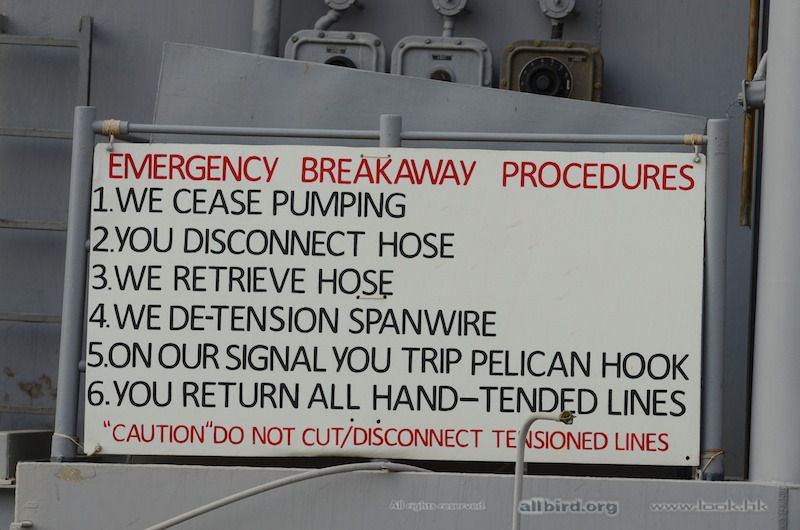 EMERGENCY BREAKAWAY PROCEDURES
1.WE CEASE PUMPING
2.YOU DISCONNECT HOSE
3.WE RETRIEVE HOSE
4.WE DE-TENSION SPANWIRE
5.ON OUR SIGNAL YOU TRIP PELICAN HOOK
6.YOU RETURN ALL HAND-TENDED LINES
"CAUTION"DO NOT CUT/DISCONNECT TENSIONED LINES
All rights reserved. allbird.org www.look.hk